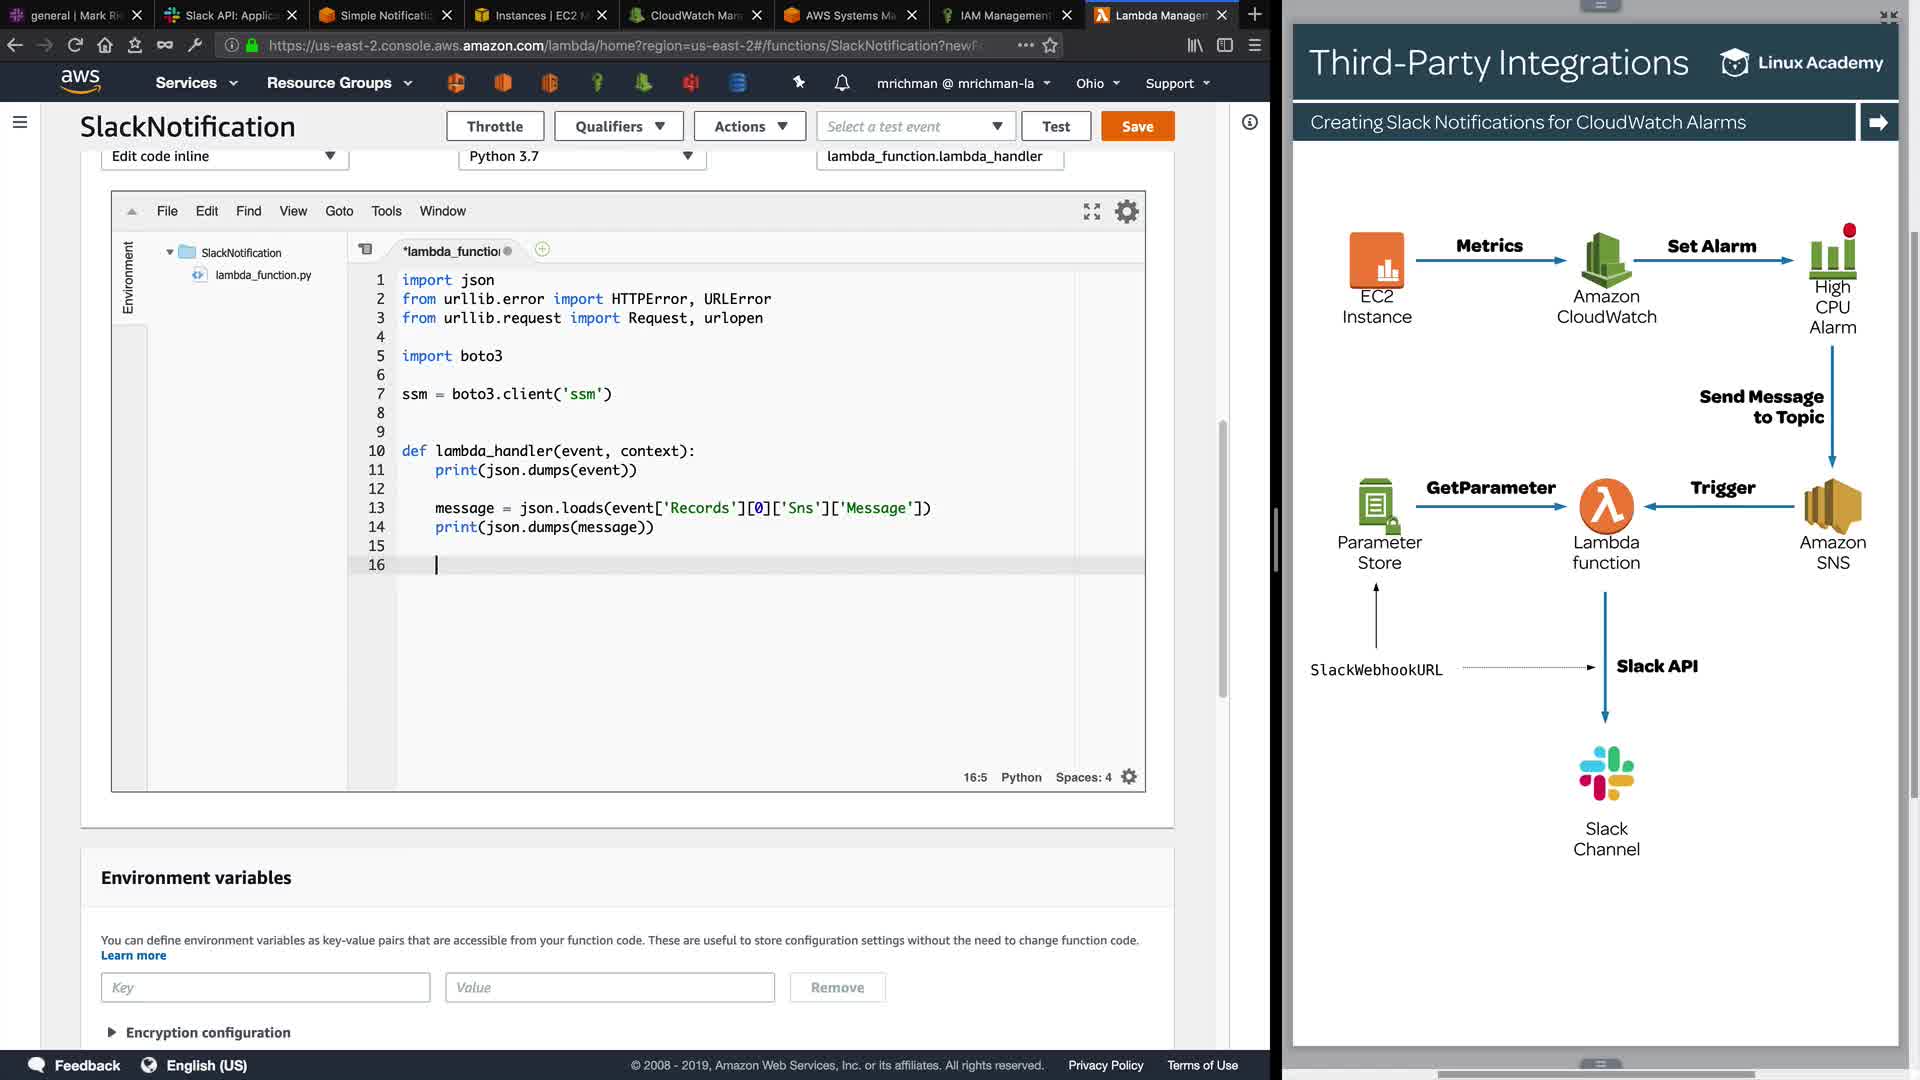 general | Mark Ri
Slack API: Applica
Simple Notificatio
Instances | EC2 M
CloudWatch Man
AWS Systems Ma
IAM Management
Lambda Manager
https://us-east-2.console.aws.amazon.com/lambda/home?region=us-east-2#/functions/SlackNotification?newF
aws
Services
Resource Groups
mrichman @ mrichman-la
Ohio
Support
SlackNotification
Throttle
Qualifiers
Actions
Select a test event
Test
Save
Edit code inline
Python 3.7
lambda_function.lambda_handler
File Edit Find View Goto Tools Window
Environment
SlackNotification
lambda_function.py
*lambda_function
1 import json
2 from urllib.error import HTTPError, URLError
3 from urllib.request import Request, urlopen
4
5 import boto3
6
7 ssm = boto3.client('ssm')
8
9
10 def lambda_handler(event, context):
11 print(json.dumps(event))
12
13 message = json.loads(event['Records'][0]['Sns']['Message'])
14 print(json.dumps(message))
15
16
16:5 Python Spaces: 4
Environment variables
You can define environment variables as key-value pairs that are accessible from your function code. These are useful to store configuration settings without the need to change function code.
Learn more
Key
Value
Remove
Encryption configuration
Feedback
English (US)
© 2008 - 2019, Amazon Web Services, Inc. or its affiliates. All rights reserved.
Privacy Policy
Terms of Use
Third-Party Integrations
Linux Academy
Creating Slack Notifications for CloudWatch Alarms
EC2
Instance
Metrics
Amazon
CloudWatch
Set Alarm
High
CPU
Alarm
Send Message
to Topic
Parameter
Store
GetParameter
Lambda
function
Trigger
Amazon
SNS
SlackWebhookURL
Slack API
Slack
Channel